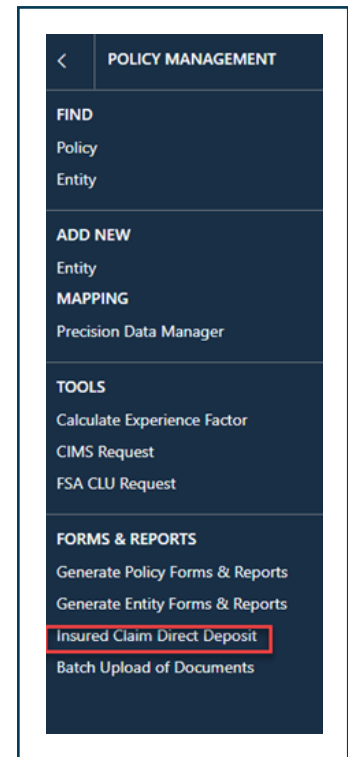 < POLICY MANAGEMENT
FIND
Policy
Entity
ADD NEW
Entity
MAPPING
Precision Data Manager
TOOLS
Calculate Experience Factor
CIMS Request
FSA CLU Request
FORMS & REPORTS
Generate Policy Forms & Reports
Generate Entity Forms & Reports
Insured Claim Direct Deposit
Batch Upload of Documents